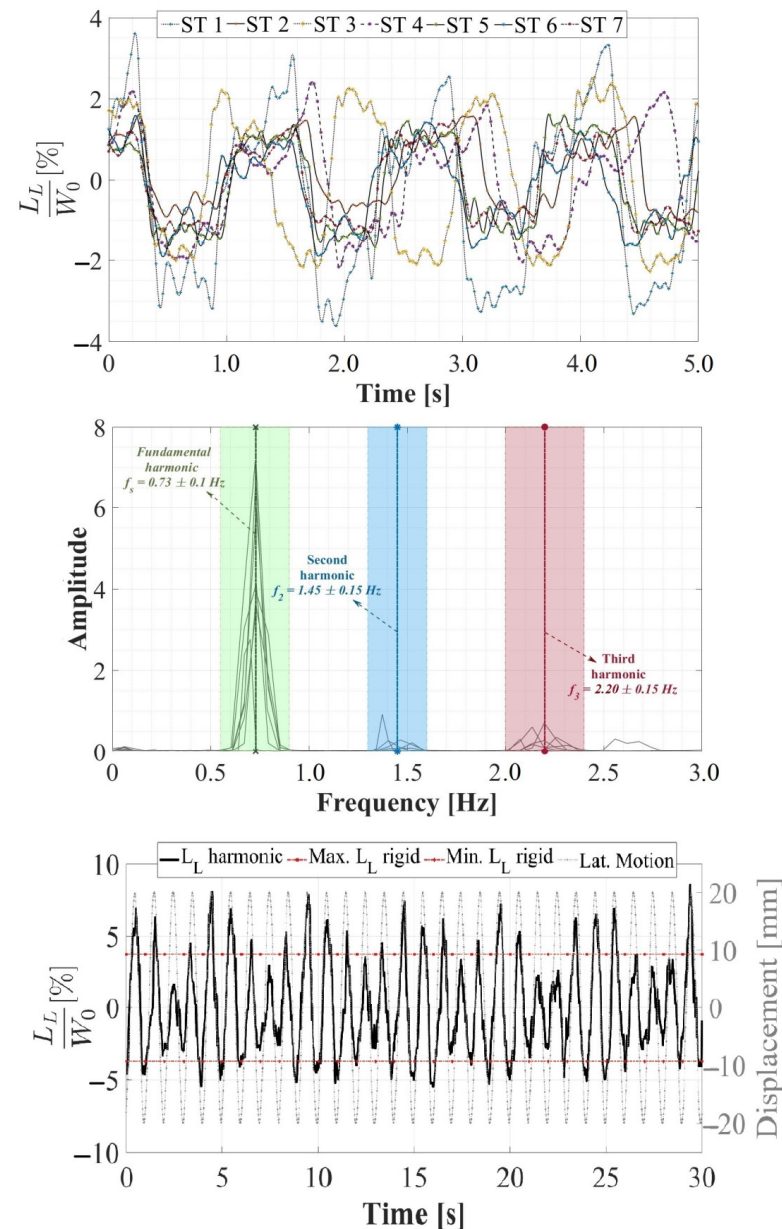 ST 1 ST 2 ST 3 ST 4 ST 5 ST 6 ST 7
4
2
0
−2
−4
L_L/W_0 [%]
0 1.0 2.0 3.0 4.0 5.0
Time [s]
8
6
4
2
0
Amplitude
Fundamental
harmonic
f_s = 0.73 ± 0.1 Hz
Second
harmonic
f_2 = 1.45 ± 0.15 Hz
Third
harmonic
f_3 = 2.20 ± 0.15 Hz
0 0.5 1.0 1.5 2.0 2.5 3.0
Frequency [Hz]
L_L harmonic Max. L_L rigid Min. L_L rigid Lat. Motion
10
5
0
−5
−10
L_L/W_0 [%]
20
10
0
−10
−20
Displacement [mm]
0 5 10 15 20 25 30
Time [s]